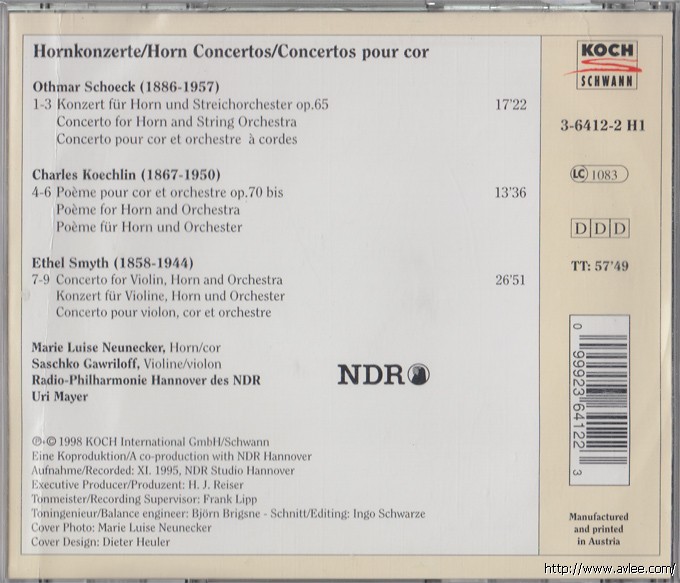 Hornkonzerte/Horn Concertos/Concertos pour cor
Othmar Schoeck (1886-1957)
1-3 Konzert für Horn und Streichorchester op.65 17'22
Concerto for Horn and String Orchestra
Concerto pour cor et orchestre à cordes
Charles Koechlin (1867-1950)
4-6 Poème pour cor et orchestre op.70 bis 13'36
Poème for Horn and Orchestra
Poème für Horn und Orchester
Ethel Smyth (1858-1944)
7-9 Concerto for Violin, Horn and Orchestra 26'51
Konzert für Violine, Horn und Orchester
Concerto pour violon, cor et orchestre
Marie Luise Neunecker, Horn/cor
Saschko Gawriloff, Violine/violon
Radio-Philharmonie Hannover des NDR
Uri Mayer
NDR
℗·© 1998 KOCH International GmbH/Schwann
Eine Koproduktion/A co-production with NDR Hannover
Aufnahme/Recorded: XI. 1995, NDR Studio Hannover
Executive Producer/Produzent: H. J. Reiser
Tonmeister/Recording Supervisor: Frank Lipp
Toningenieur/Balance engineer: Björn Brigsne - Schnitt/Editing: Ingo Schwarze
Cover Photo: Marie Luise Neunecker
Cover Design: Dieter Heuler
KOCH
SCHWANN
3-6412-2 H1
LC 1083
DDD
TT: 57'49
0 99923 64122 3
Manufactured
and printed
in Austria
http://www.avlee.com/